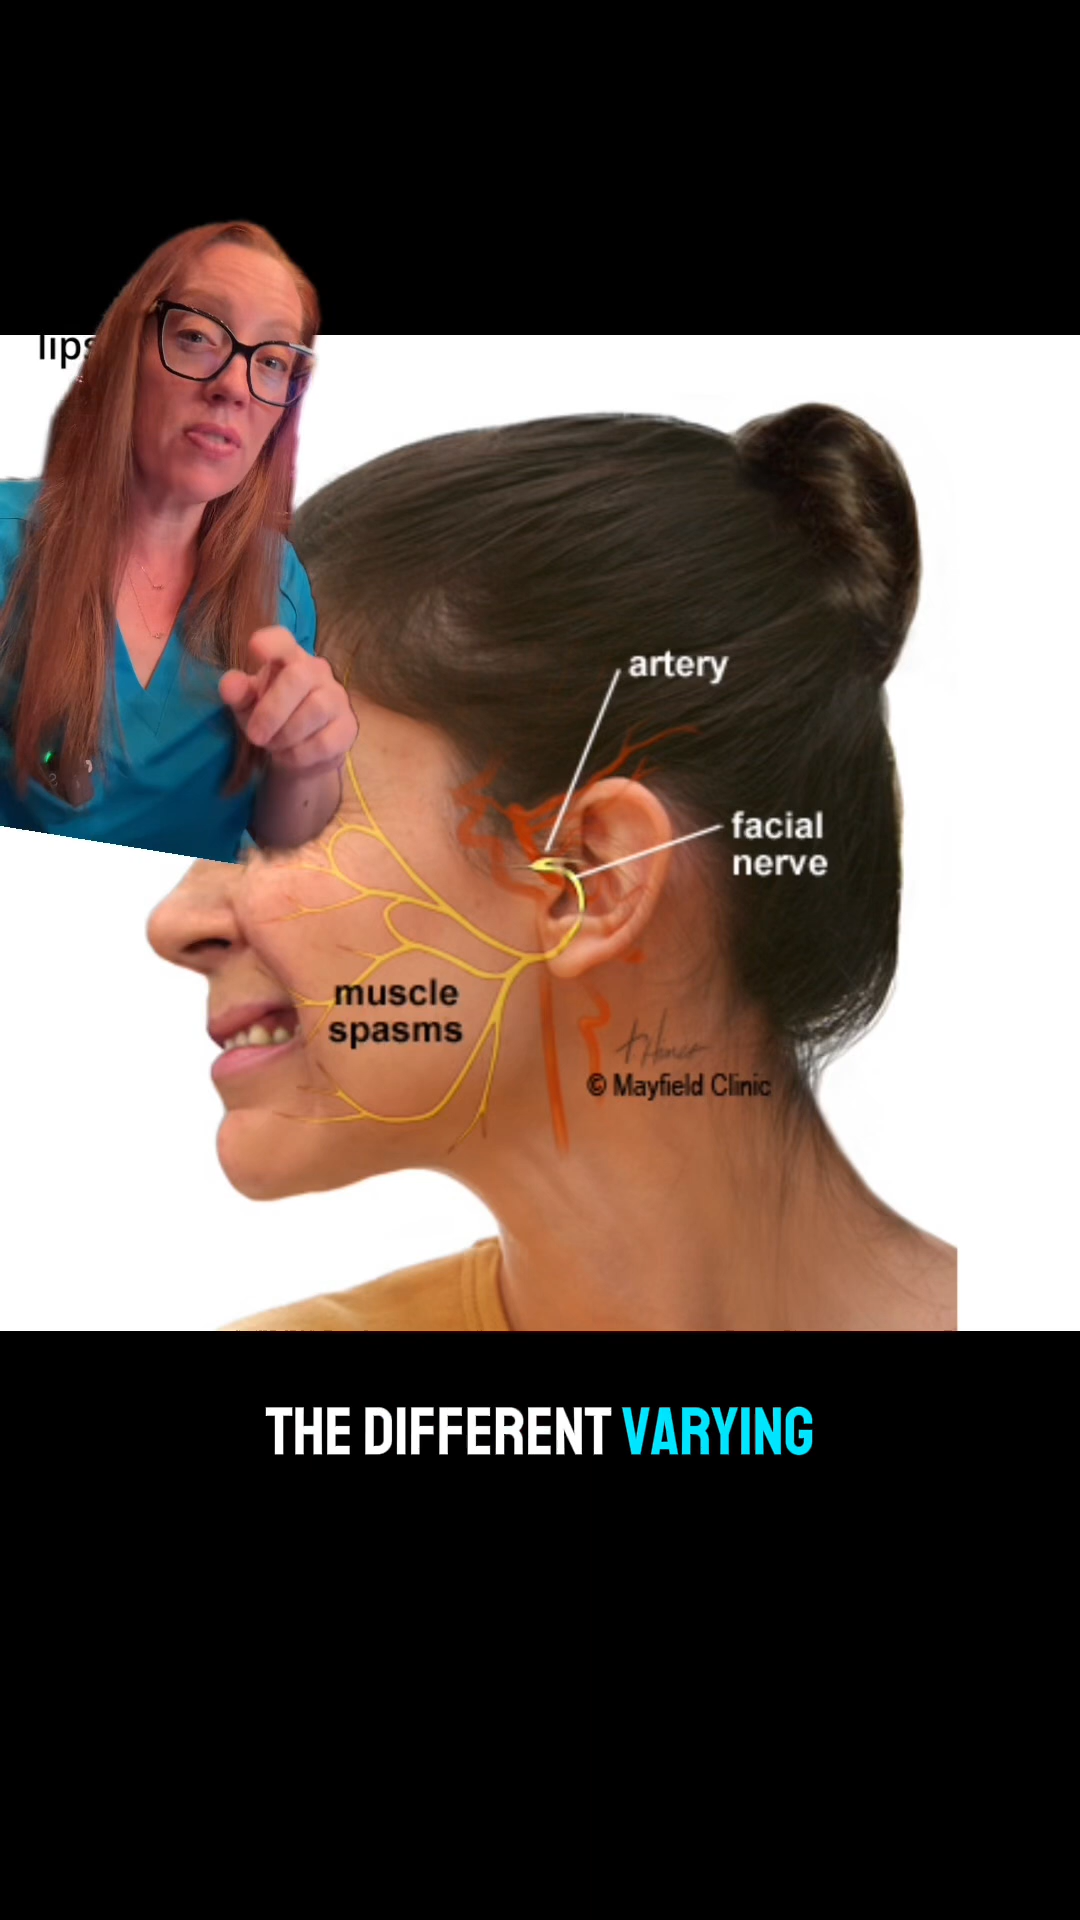 lips
artery
facial
nerve
muscle
spasms
© Mayfield Clinic
THE DIFFERENT VARYING